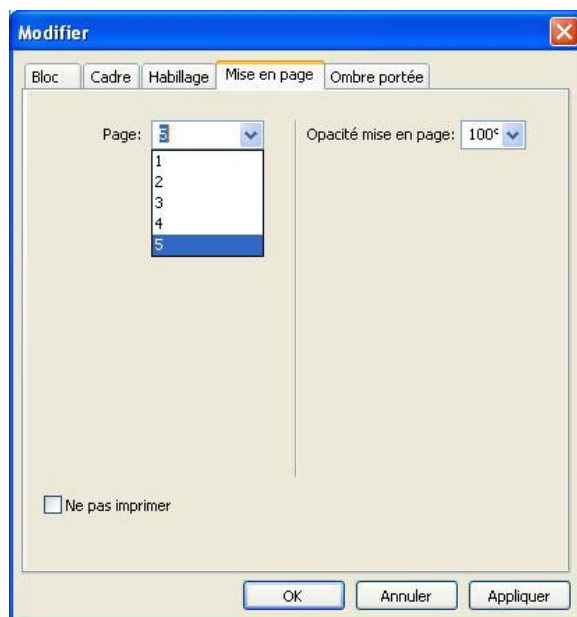 Modifier
Bloc Cadre Habillage Mise en page Ombre portée
Page: 5 Opacité mise en page: 100%
1
2
3
4
5
Ne pas imprimer
OK Annuler Appliquer